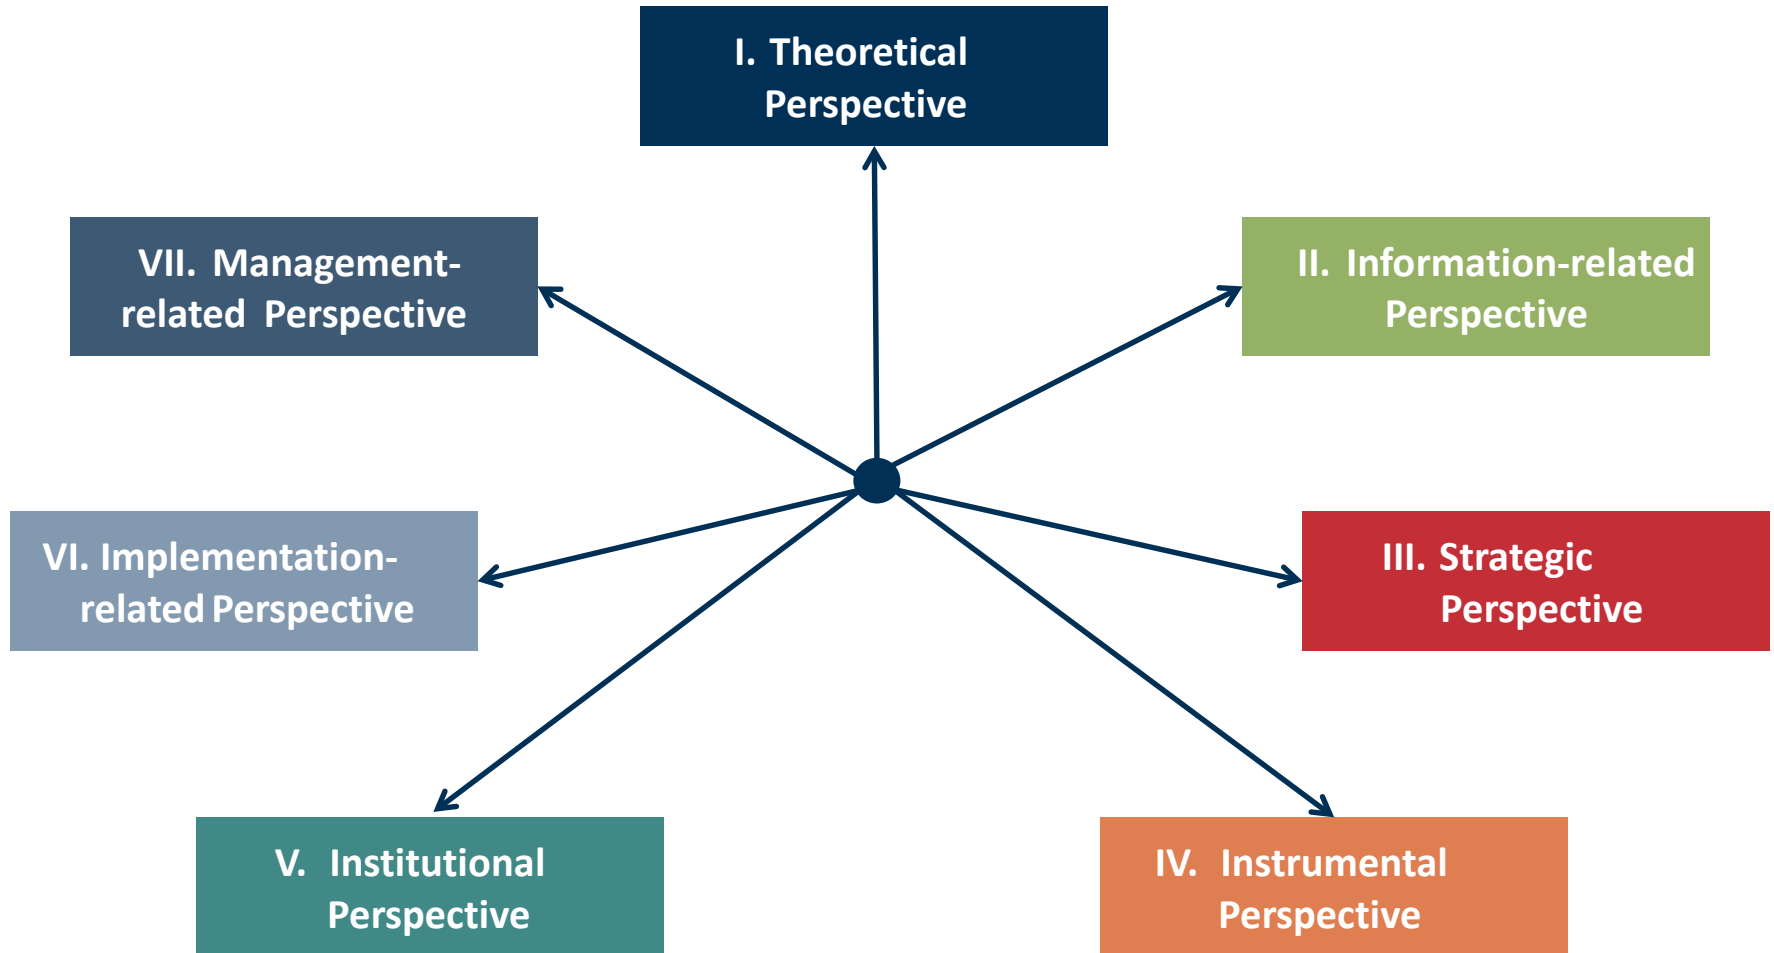 I. Theoretical
Perspective
II. Information-related
Perspective
III. Strategic
Perspective
IV. Instrumental
Perspective
V. Institutional
Perspective
VI. Implementation-
related Perspective
VII. Management-
related Perspective